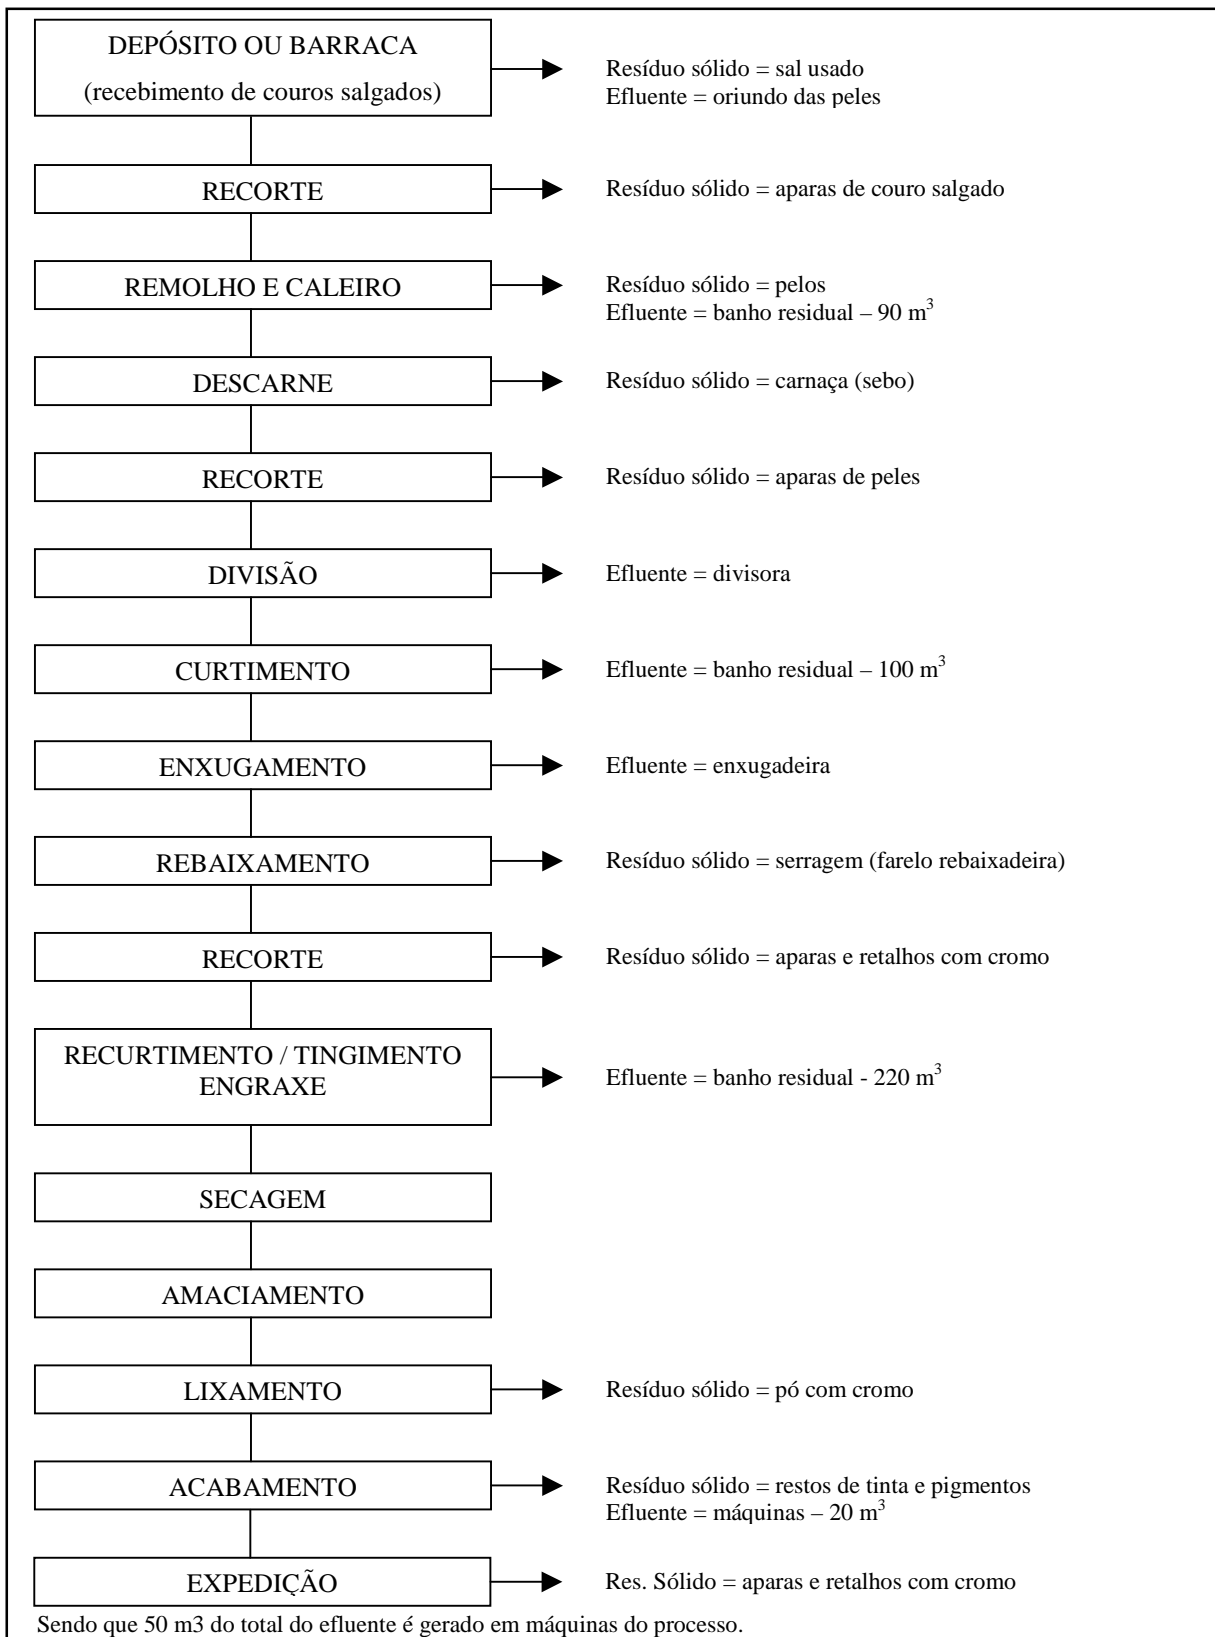 DEPÓSITO OU BARRACA
(recebimento de couros salgados)
Resíduo sólido = sal usado
Efluente = oriundo das peles
RECORTE
Resíduo sólido = aparas de couro salgado
REMOLHO E CALEIRO
Resíduo sólido = pelos
Efluente = banho residual – 90 m³
DESCARNE
Resíduo sólido = carnaça (sebo)
RECORTE
Resíduo sólido = aparas de peles
DIVISÃO
Efluente = divisora
CURTIMENTO
Efluente = banho residual – 100 m³
ENXUGAMENTO
Efluente = enxugadeira
REBAIXAMENTO
Resíduo sólido = serragem (farelo rebaixadeira)
RECORTE
Resíduo sólido = aparas e retalhos com cromo
RECURTIMENTO / TINGIMENTO
ENGRAXE
Efluente = banho residual - 220 m³
SECAGEM
AMACIAMENTO
LIXAMENTO
Resíduo sólido = pó com cromo
ACABAMENTO
Resíduo sólido = restos de tinta e pigmentos
Efluente = máquinas – 20 m³
EXPEDIÇÃO
Res. Sólido = aparas e retalhos com cromo
Sendo que 50 m3 do total do efluente é gerado em máquinas do processo.